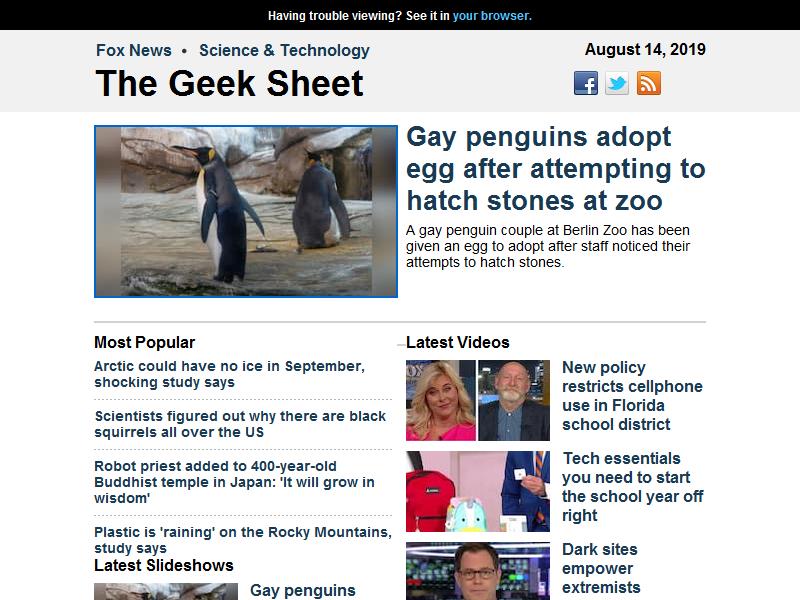 Having trouble viewing? See it in your browser.
Fox News • Science & Technology
August 14, 2019
The Geek Sheet
Gay penguins adopt
egg after attempting to
hatch stones at zoo
A gay penguin couple at Berlin Zoo has been
given an egg to adopt after staff noticed their
attempts to hatch stones.
Most Popular
Arctic could have no ice in September,
shocking study says
Scientists figured out why there are black
squirrels all over the US
Robot priest added to 400-year-old
Buddhist temple in Japan: 'It will grow in
wisdom'
Plastic is 'raining' on the Rocky Mountains,
study says
Latest Slideshows
Gay penguins
Latest Videos
New policy
restricts cellphone
use in Florida
school district
Tech essentials
you need to start
the school year off
right
Dark sites
empower
extremists